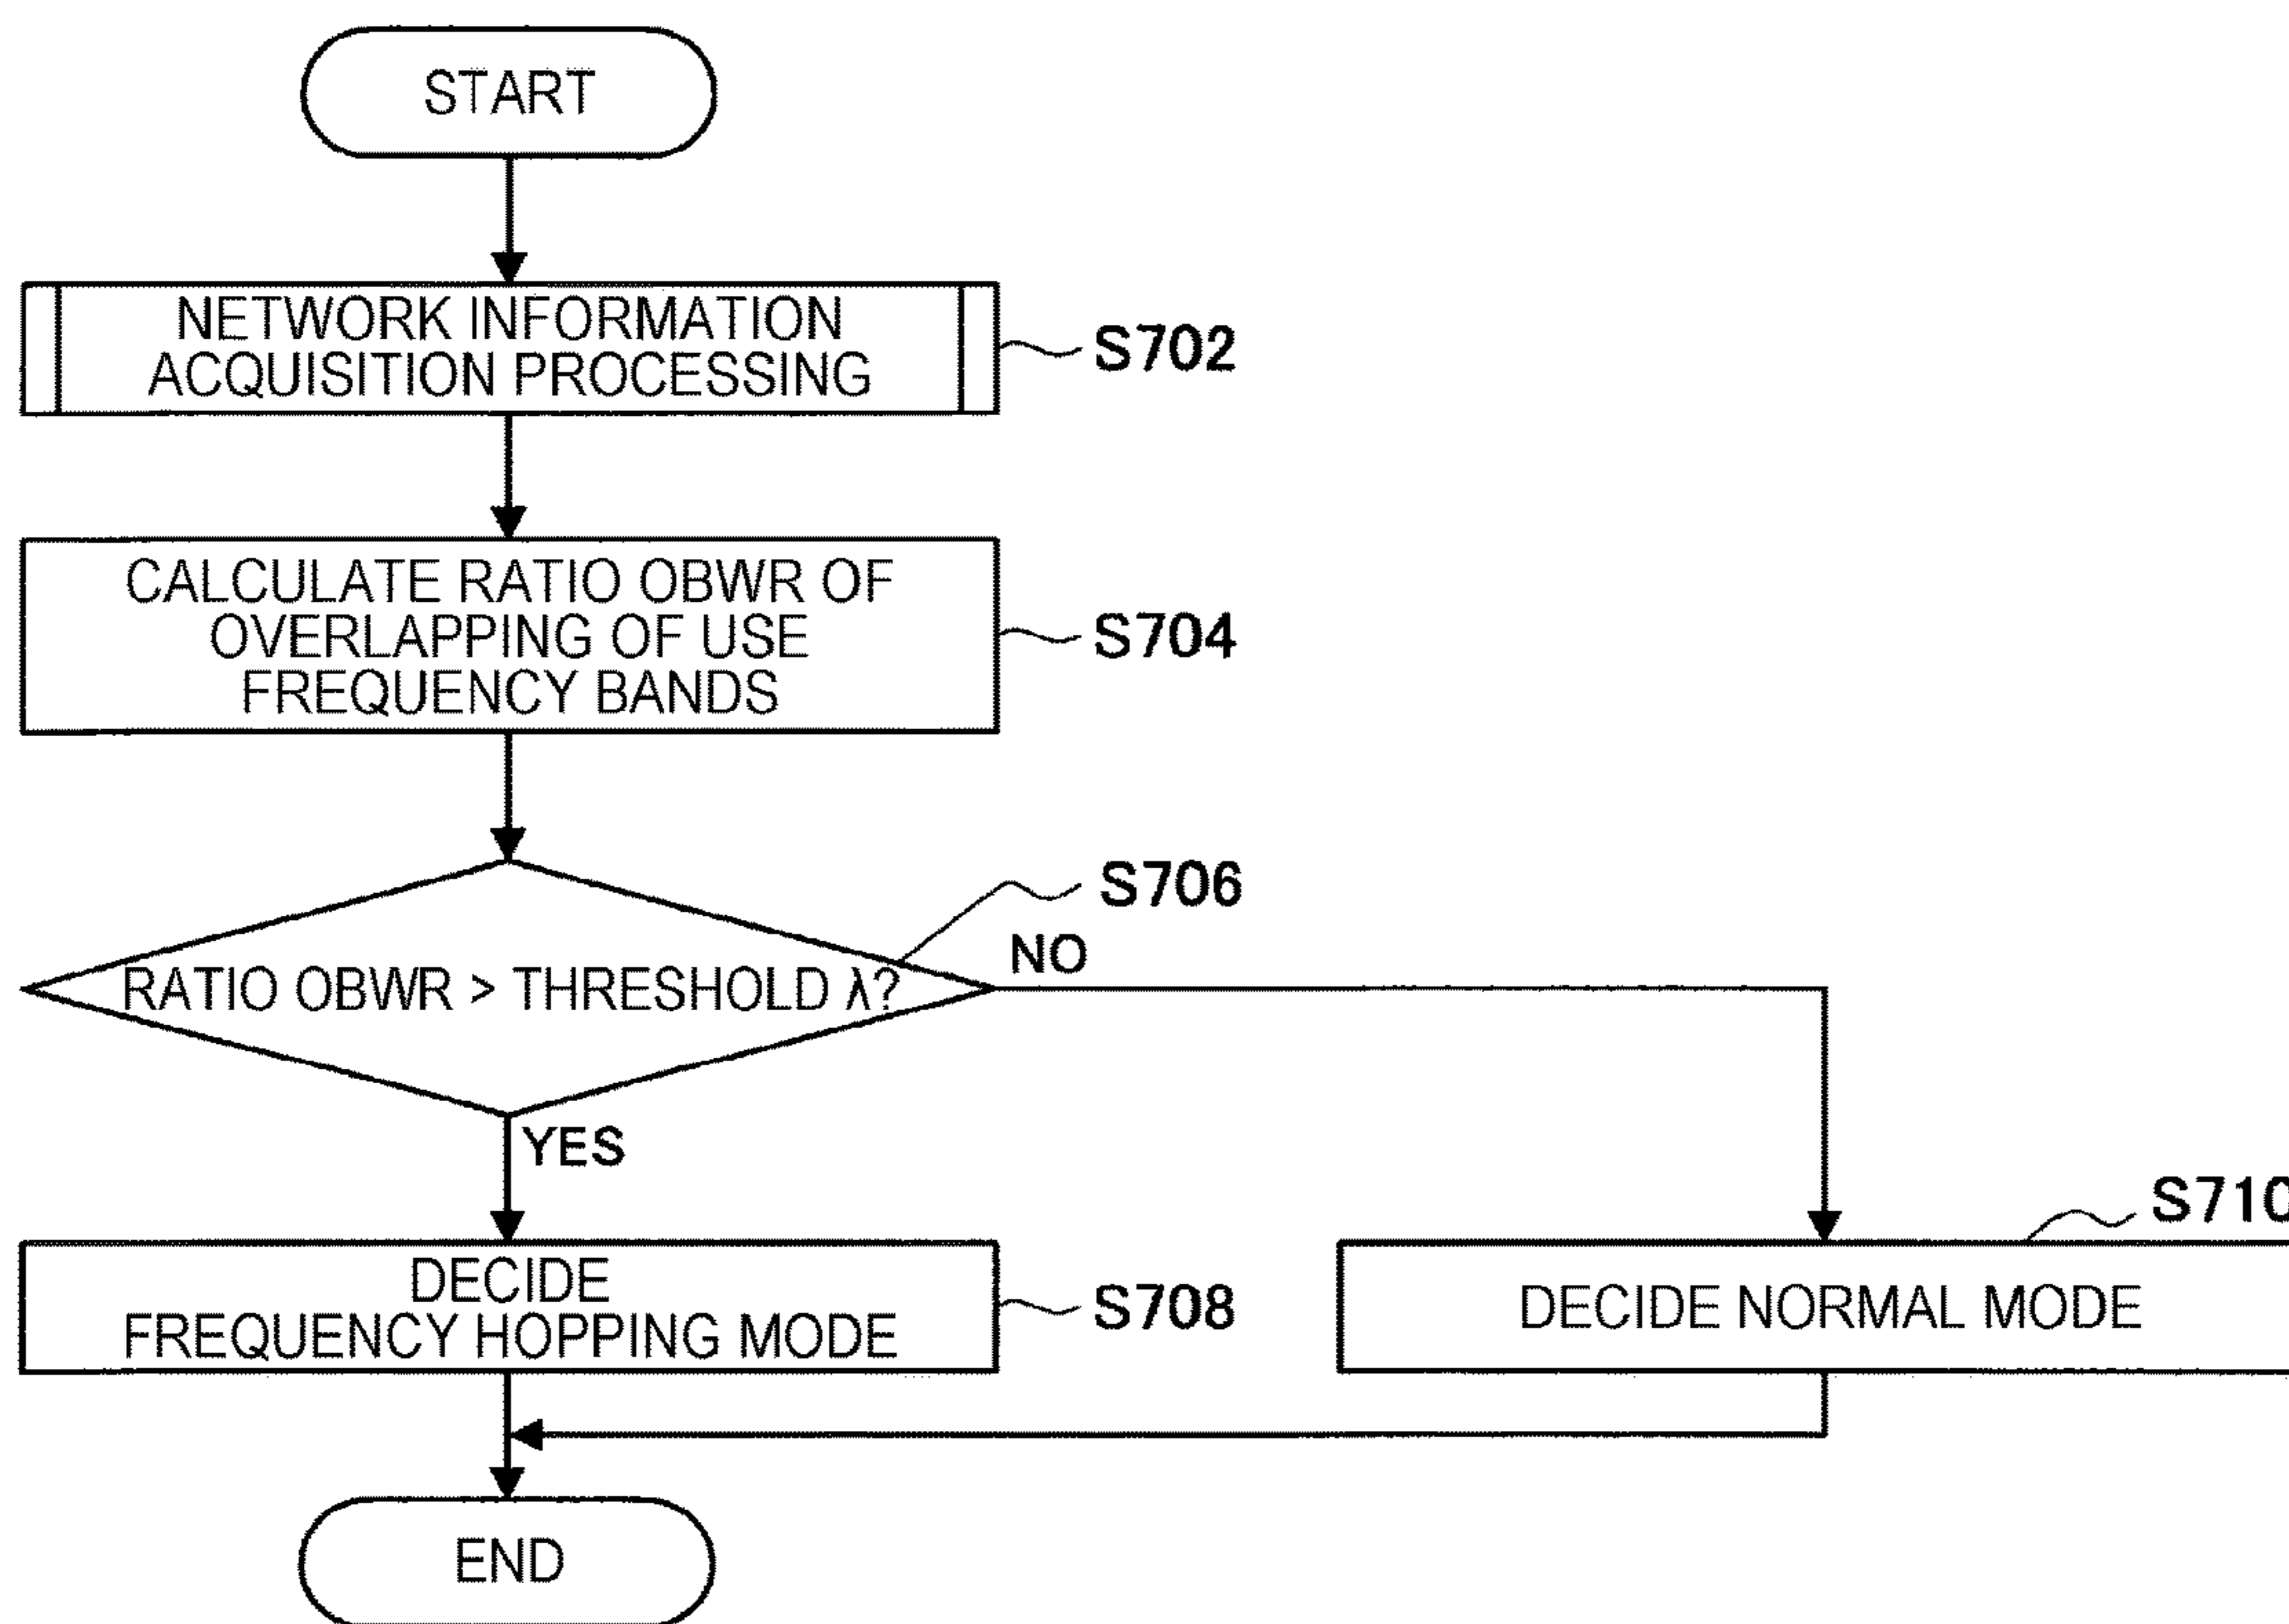 START
NETWORK INFORMATION
ACQUISITION PROCESSING
S702
CALCULATE RATIO OBWR OF
OVERLAPPING OF USE
FREQUENCY BANDS
S704
S706
RATIO OBWR > THRESHOLD λ?
NO
YES
DECIDE
FREQUENCY HOPPING MODE
S708
S710
DECIDE NORMAL MODE
END